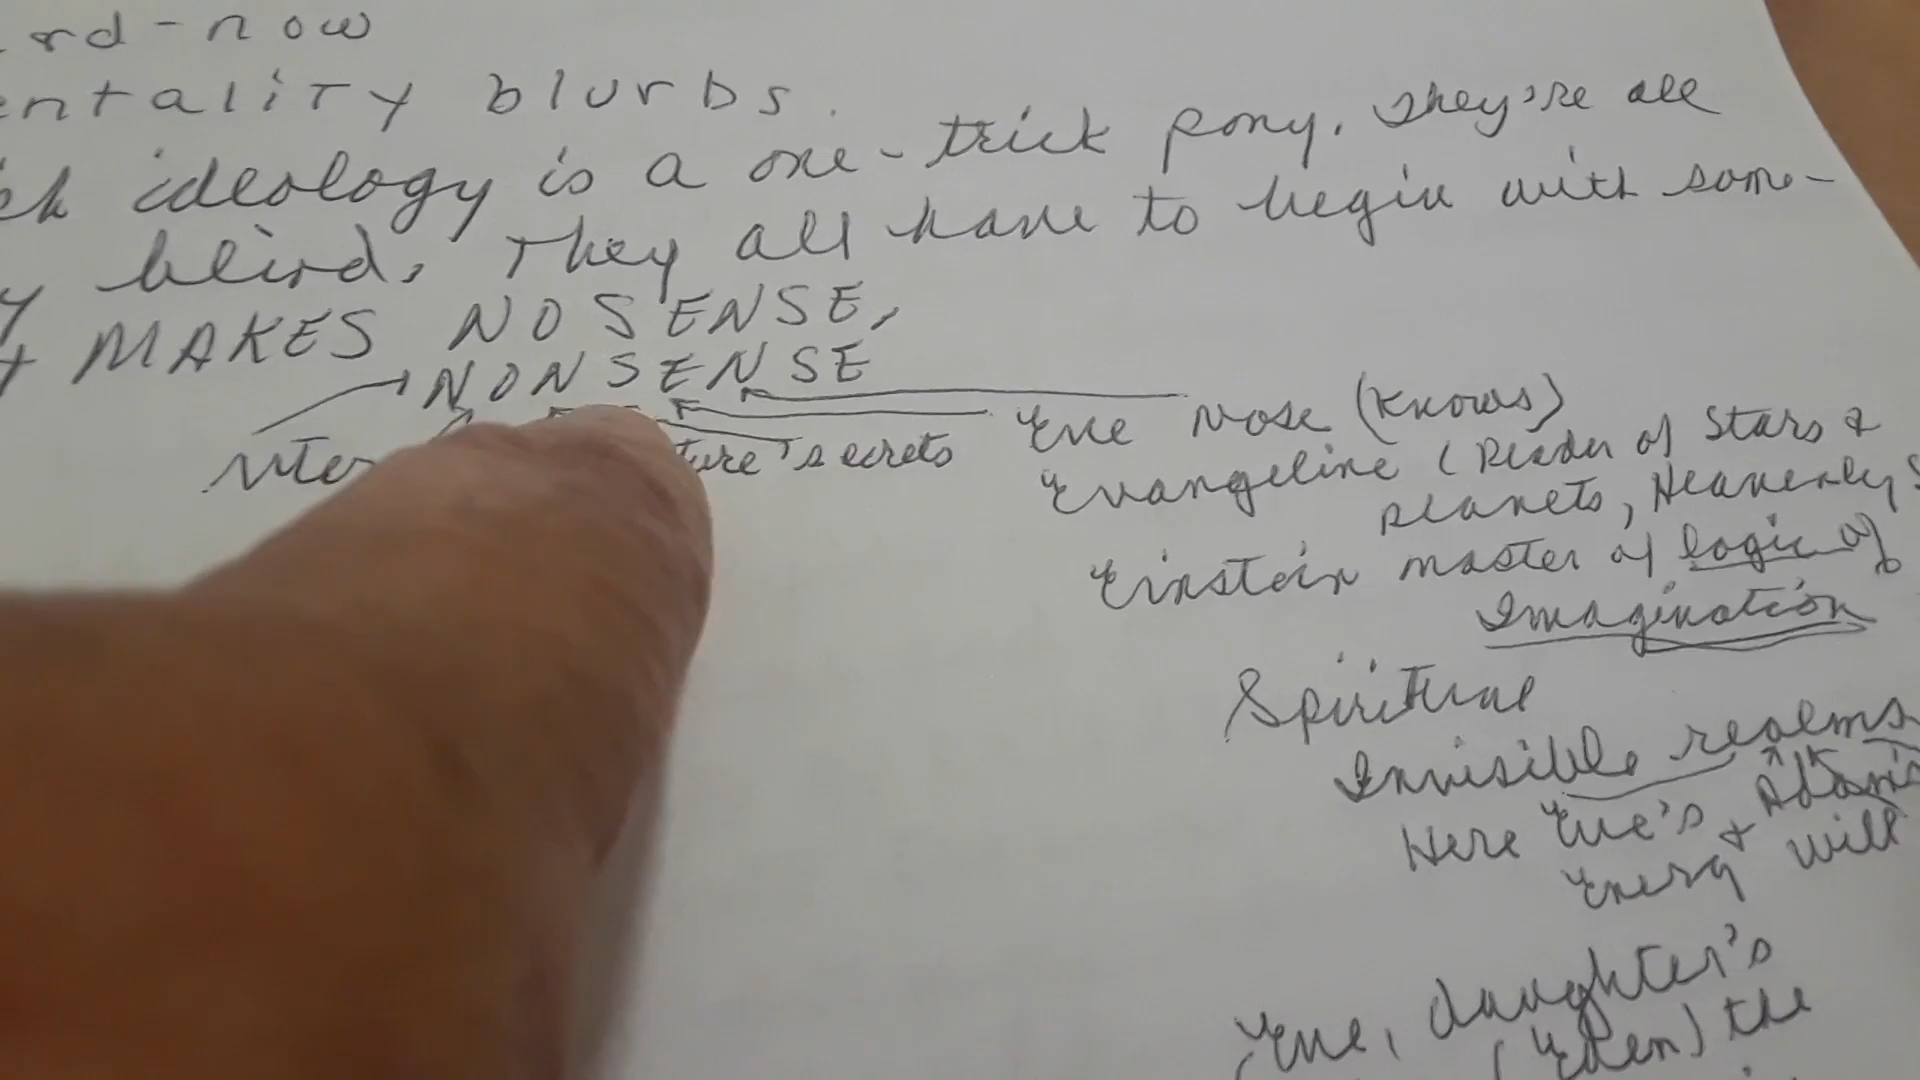 rd-now
entality blurbs.
ideology is a one-trick pony. They're all
y blind. They all have to begin with some-
t MAKES NO SENSE,
NONSENSE
ture's secrets Eve Nose (Knows)
Evangeline (Reader of Stars &
Planets, Heavenly S
Einstein master of logic of
Imagination
Spiritual
Invisible realms
Here Eve's & Adam's
Energy will
Eve, daughter's
(Eden) the